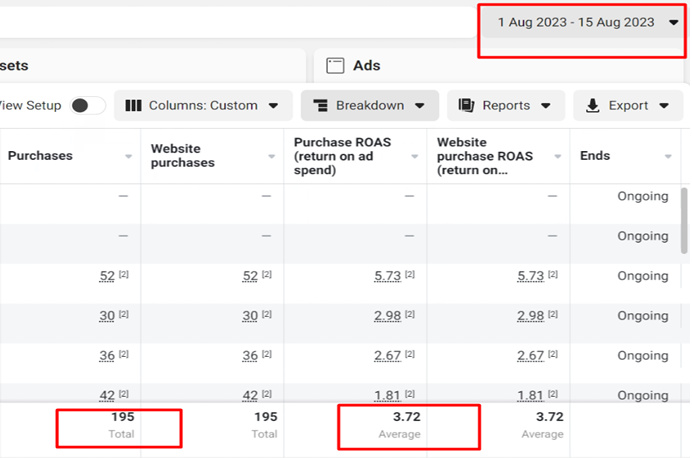 1 Aug 2023 - 15 Aug 2023
sets
Ads
View Setup
Columns: Custom
Breakdown
Reports
Export
Purchases
Website
purchases
Purchase ROAS
(return on ad
spend)
Website
purchase ROAS
(return on...
Ends
— — — — Ongoing
— — — — Ongoing
52 [2] 52 [2] 5.73 [2] 5.73 [2] Ongoing
30 [2] 30 [2] 2.98 [2] 2.98 [2] Ongoing
36 [2] 36 [2] 2.67 [2] 2.67 [2] Ongoing
42 [2] 42 [2] 1.81 [2] 1.81 [2] Ongoing
195 195 3.72 3.72
Total Total Average Average